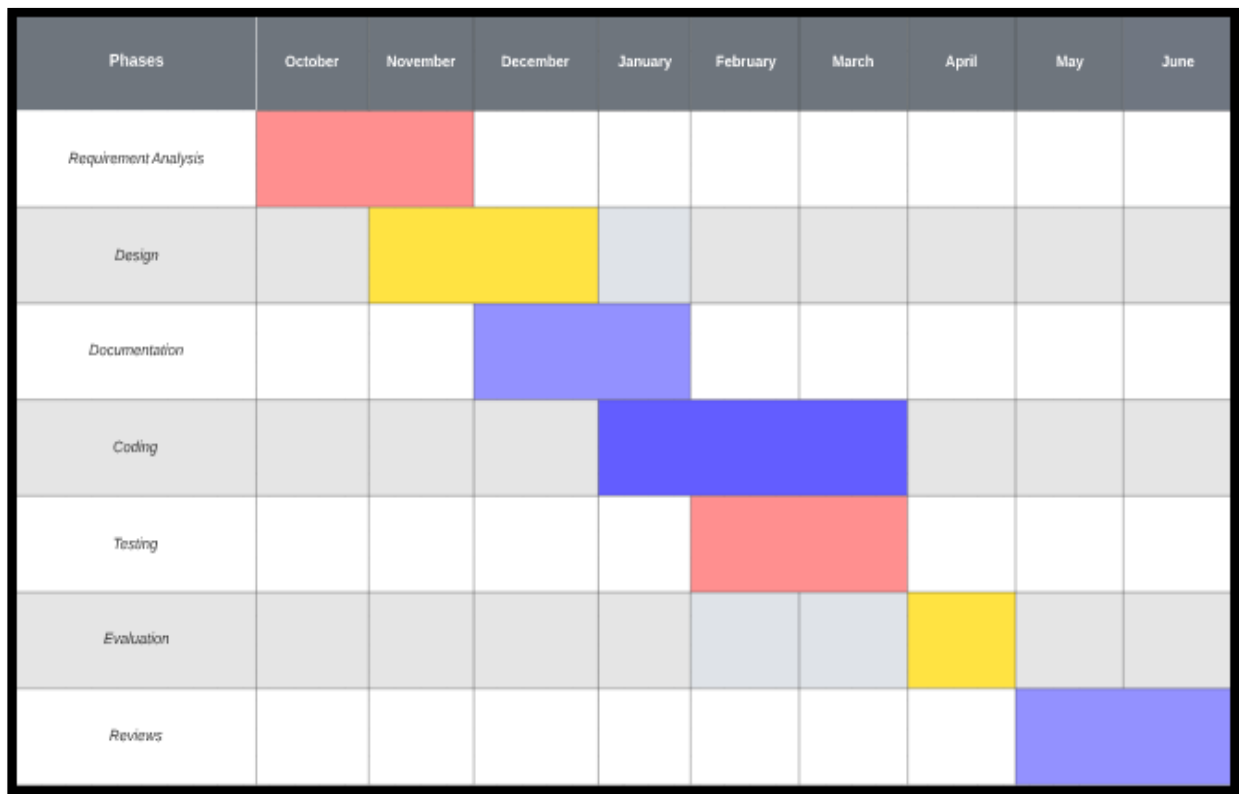 Phases October November December January February March April May June
Requirement Analysis
Design
Documentation
Coding
Testing
Evaluation
Reviews